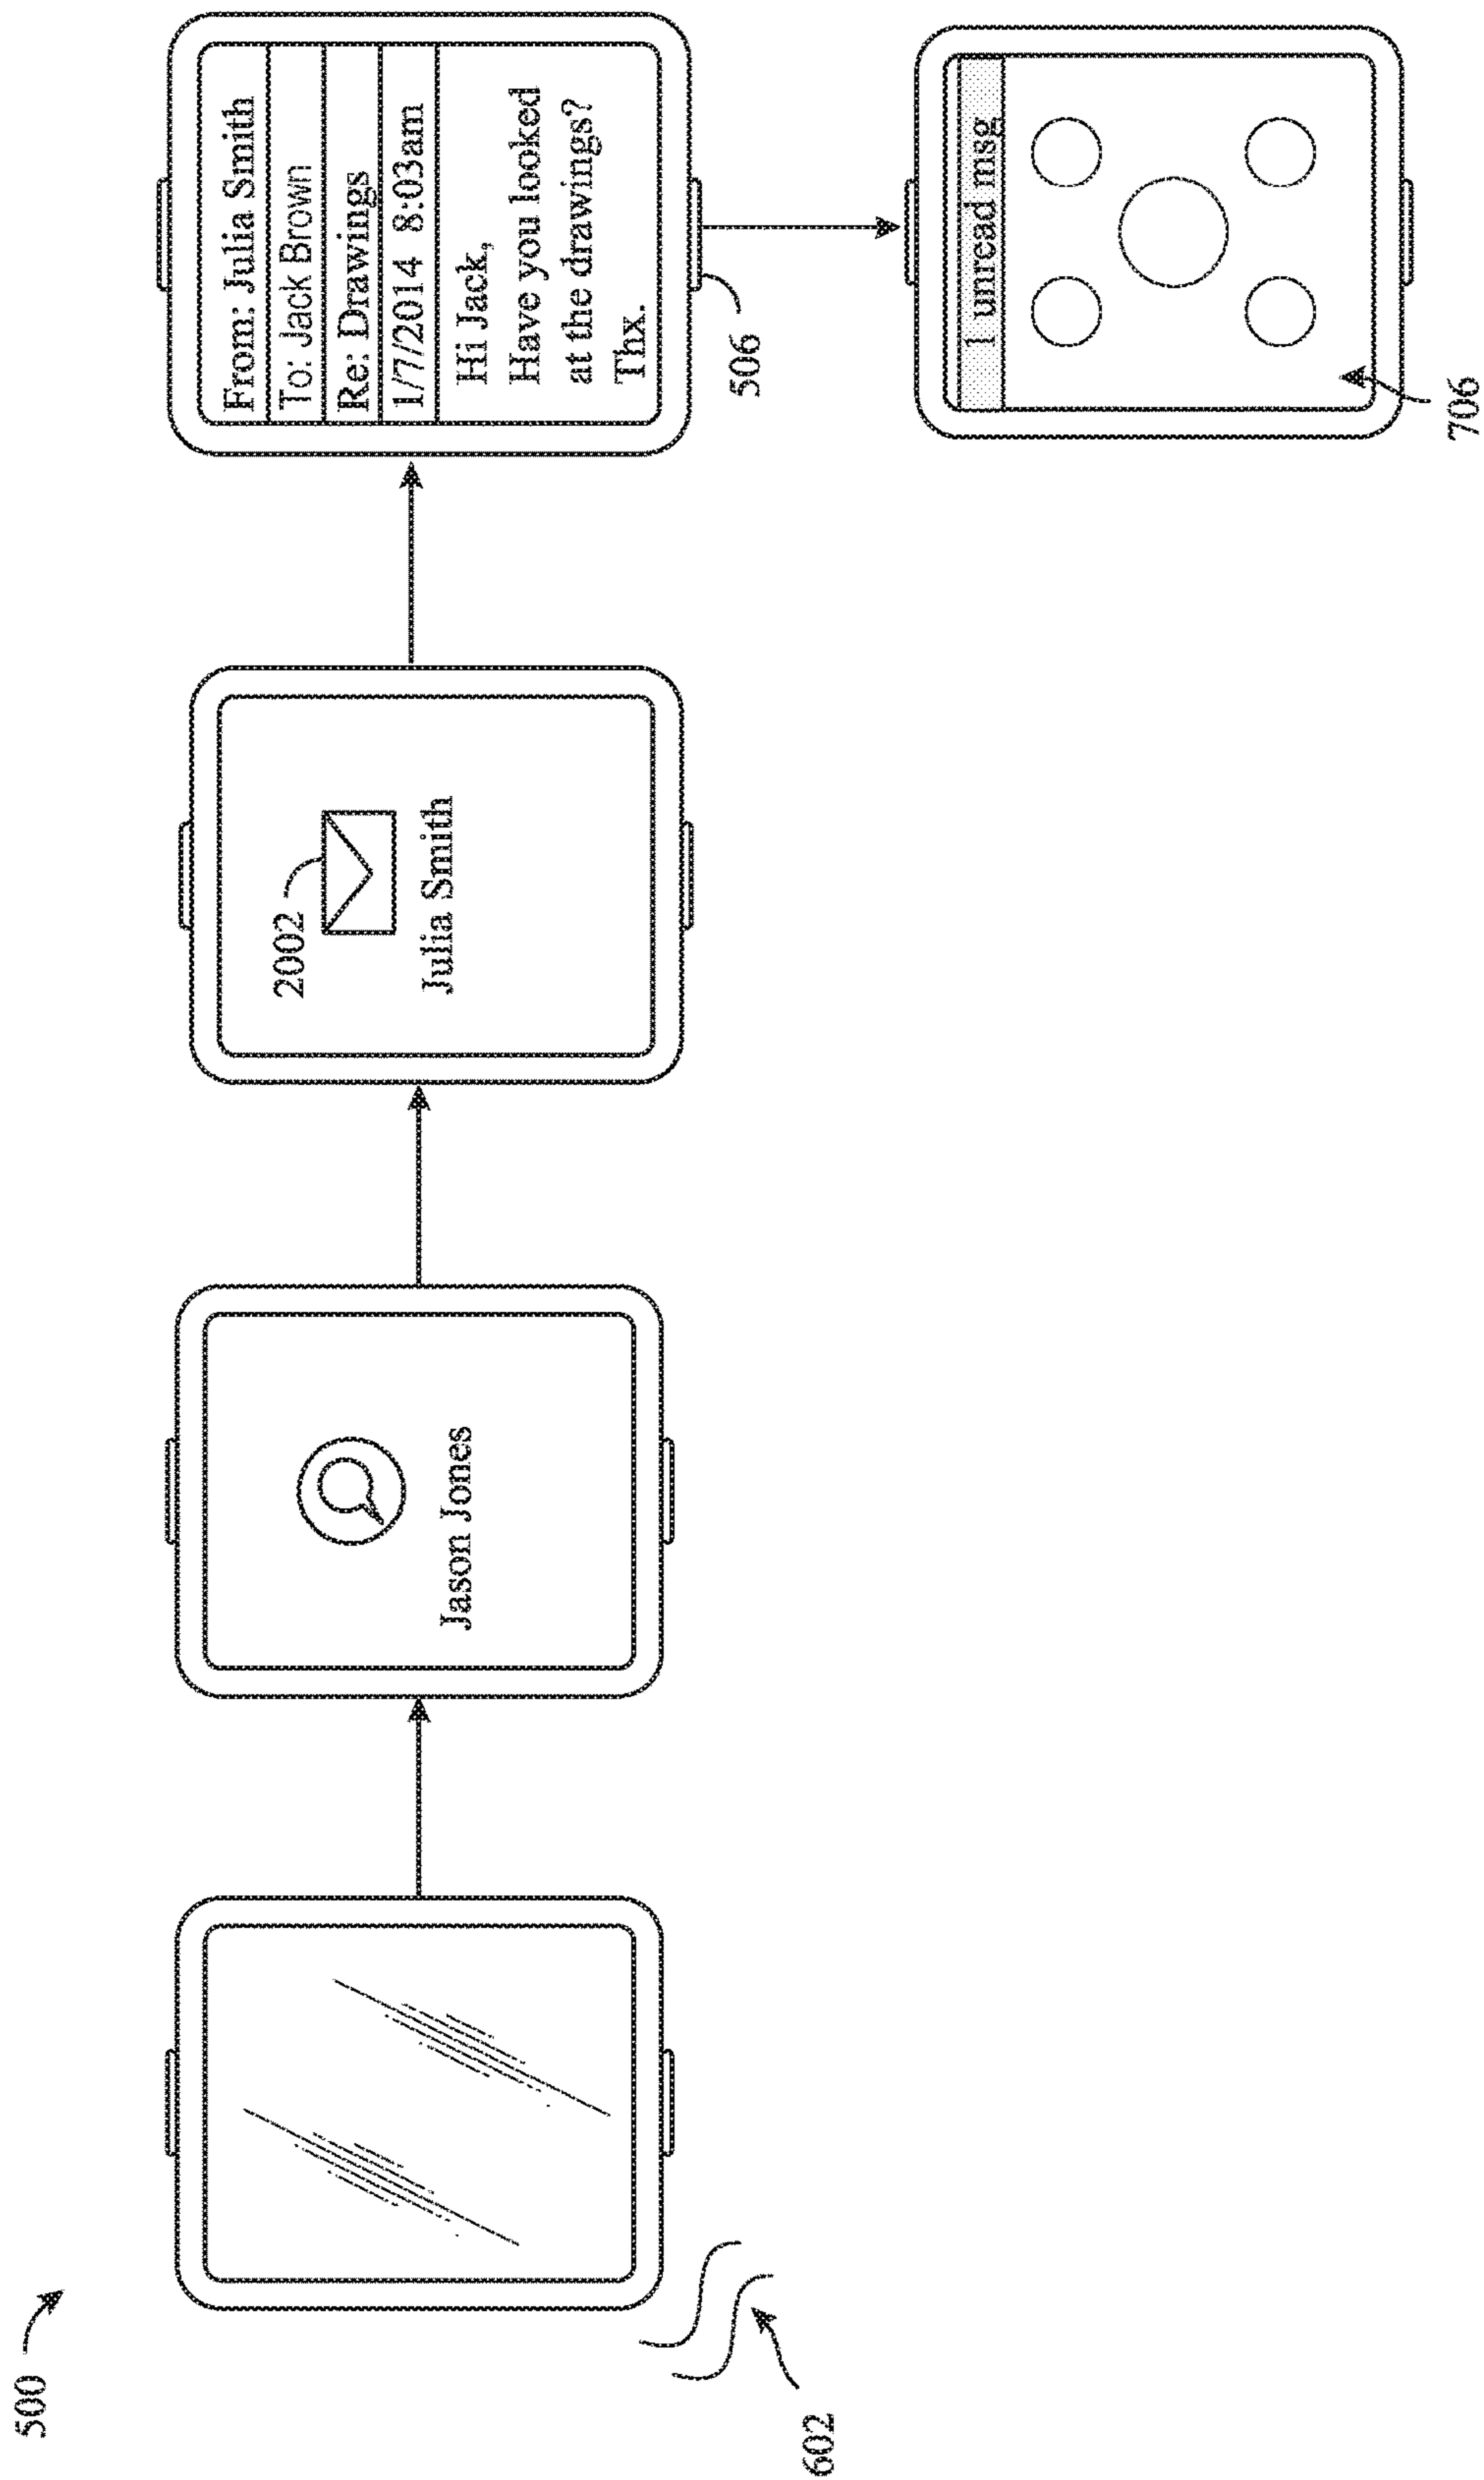 500
602
Jason Jones
2002
Julia Smith
From: Julia Smith
To: Jack Brown
Re: Drawings
1/7/2014 8:03am
Hi Jack,
Have you looked
at the drawings?
Thx.
506
1 unread msg
706